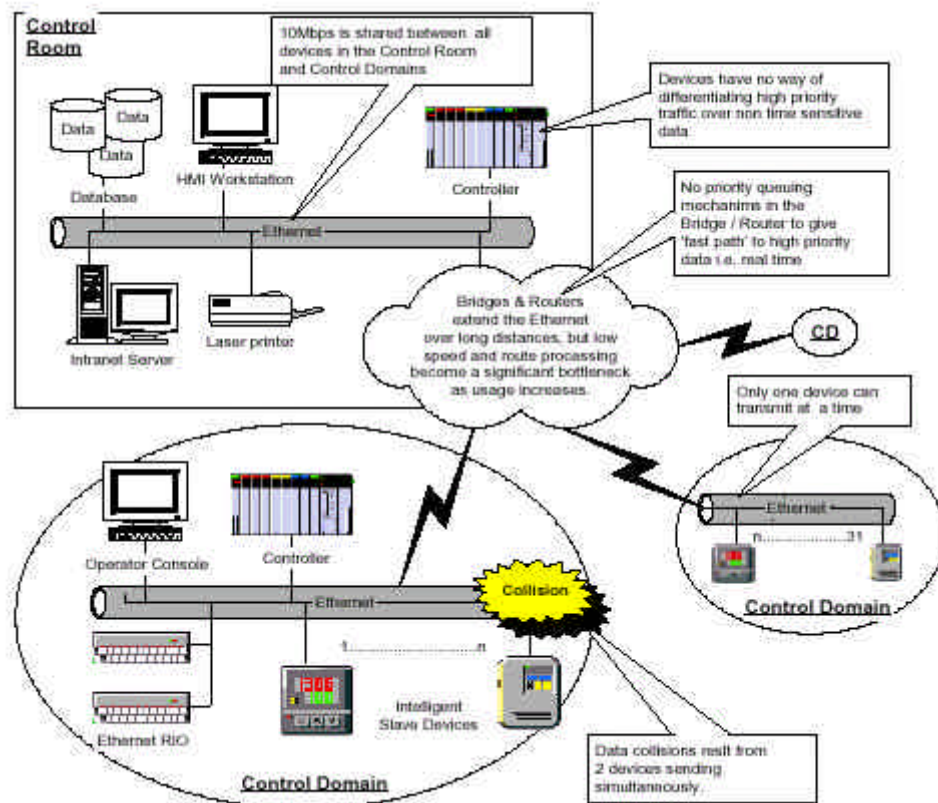 Control
Room
10Mbps is shared between all
devices in the Control Room
and Control Domains
Devices have no way of
differentiating high priority
traffic over non time sensitive
data
Data
Data
Data
Database
HMI Workstation
Controller
No priority queuing
mechanims in the
Bridge / Router to give
'fast path' to high priority
data i.e. real time
Ethernet
Intranet Server
Laser printer
Bridges & Routers
extend the Ethernet
over long distances, but low
speed and route processing
become a significant bottleneck
as usage increases.
CD
Only one device can
transmit at a time
Ethernet
n....................31
Control Domain
Operator Console
Controller
Ethernet
Collision
1..............................n
Intelligent
Slave Devices
Ethernet RIO
Control Domain
Data collisions reslt from
2 devices sending
simultaneously.